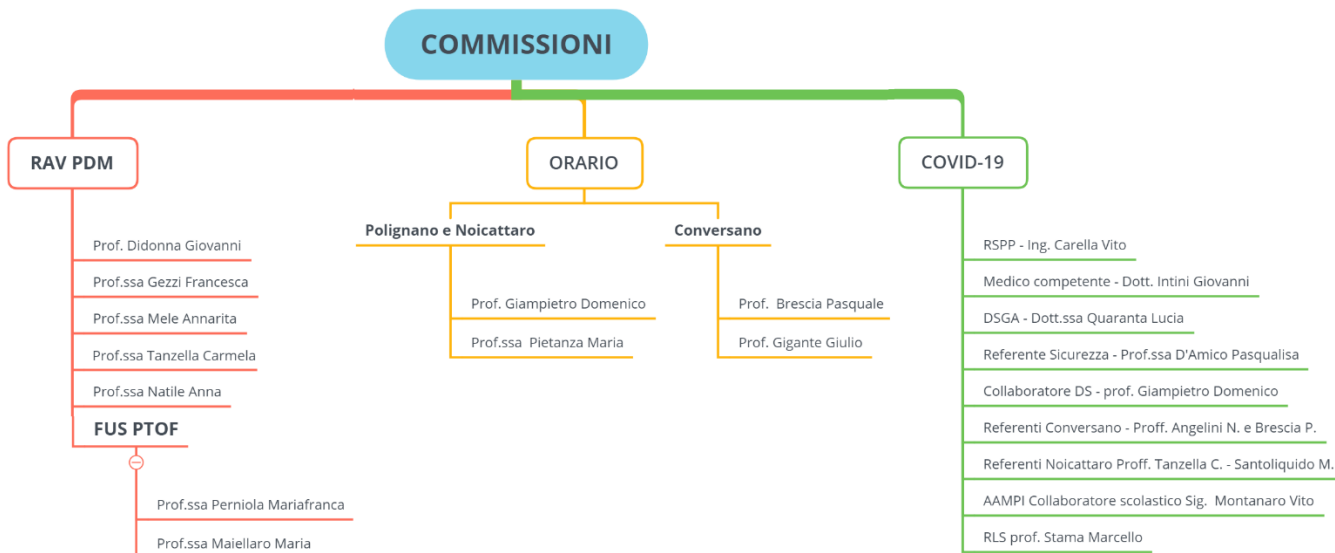 COMMISSIONI
RAV PDM
Prof. Didonna Giovanni
Prof.ssa Gezzi Francesca
Prof.ssa Mele Annarita
Prof.ssa Tanzella Carmela
Prof.ssa Natile Anna
FUS PTOF
Prof.ssa Perniola Mariafranca
Prof.ssa Maiellaro Maria
ORARIO
Polignano e Noicattaro
Prof. Giampietro Domenico
Prof.ssa Pietanza Maria
Conversano
Prof. Brescia Pasquale
Prof. Gigante Giulio
COVID-19
RSPP - Ing. Carella Vito
Medico competente - Dott. Intini Giovanni
DSGA - Dott.ssa Quaranta Lucia
Referente Sicurezza - Prof.ssa D'Amico Pasqualisa
Collaboratore DS - prof. Giampietro Domenico
Referenti Conversano - Proff. Angelini N. e Brescia P.
Referenti Noicattaro Proff. Tanzella C. - Santoliquido M.
AAMPI Collaboratore scolastico Sig. Montanaro Vito
RLS prof. Stama Marcello